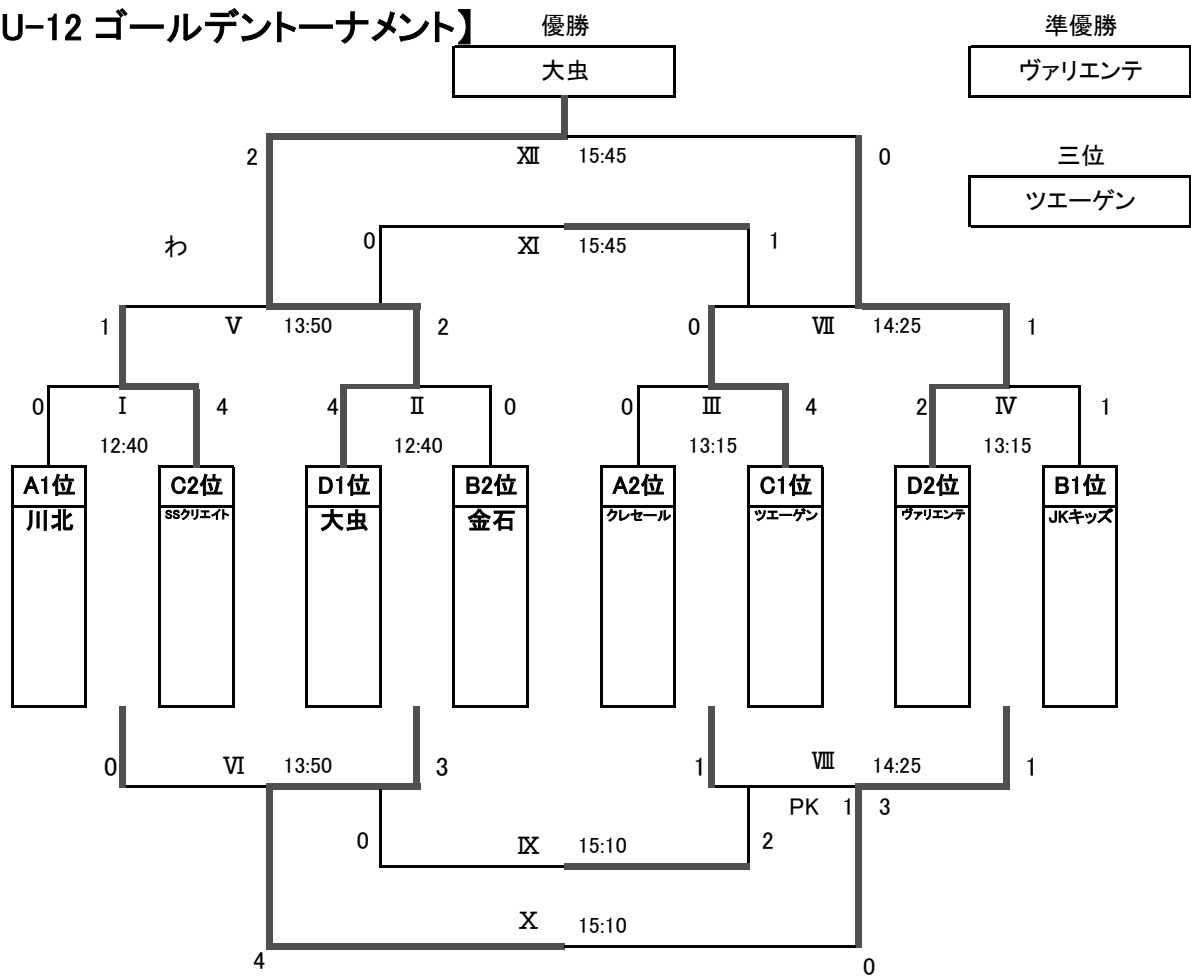 U-12 ゴールデントーナメント】
優勝
準優勝
大虫
ヴァリエンテ
2
Ⅻ 15:45
0
三位
ツエーゲン
わ
0
Ⅺ 15:45
1
1
Ⅴ 13:50
2
0
Ⅶ 14:25
1
0
Ⅰ
4
4
Ⅱ
0
0
Ⅲ
4
2
Ⅳ
1
12:40
12:40
13:15
13:15
A1位
C2位
D1位
B2位
A2位
C1位
D2位
B1位
川北
SSクリエイト
大虫
金石
クレセール
ツエーゲン
ヴァリエンテ
JKキッズ
0
Ⅵ 13:50
3
1
Ⅷ 14:25
1
PK 1 3
0
Ⅸ 15:10
2
Ⅹ 15:10
4
0